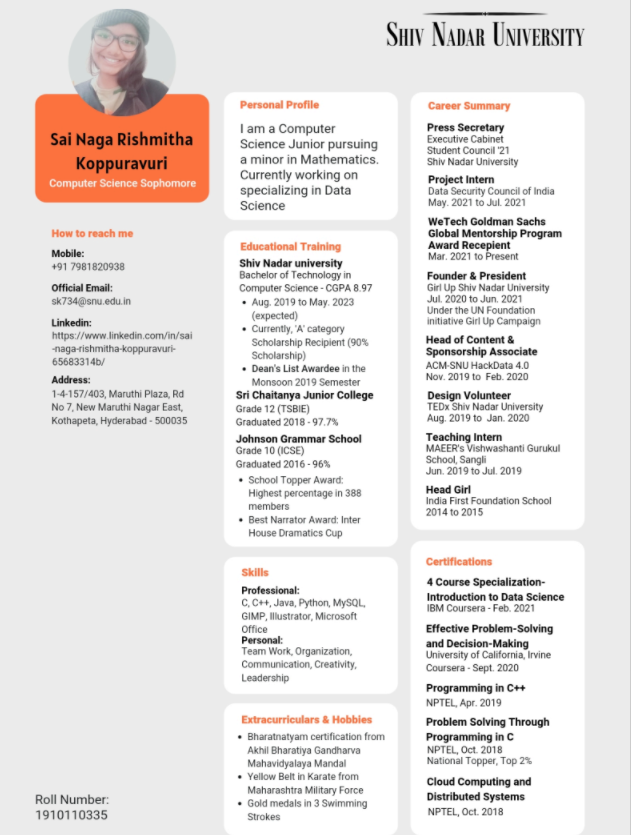 SHIV NADAR UNIVERSITY
Sai Naga Rishmitha
Koppuravuri
Computer Science Sophomore
How to reach me
Mobile:
+91 7981820938
Official Email:
sk734@snu.edu.in
Linkedin:
https://www.linkedin.com/in/sai
-naga-rishmitha-koppuravuri-
65683314b/
Address:
1-4-157/403, Maruthi Plaza, Rd
No 7, New Maruthi Nagar East,
Kothapeta, Hyderabad - 500035
Roll Number:
1910110335
Personal Profile
I am a Computer
Science Junior pursuing
a minor in Mathematics.
Currently working on
specializing in Data
Science
Educational Training
Shiv Nadar university
Bachelor of Technology in
Computer Science - CGPA 8.97
• Aug. 2019 to May. 2023
(expected)
• Currently, 'A' category
Scholarship Recipient (90%
Scholarship)
• Dean's List Awardee in the
Monsoon 2019 Semester
Sri Chaitanya Junior College
Grade 12 (TSBIE)
Graduated 2018 - 97.7%
Johnson Grammar School
Grade 10 (ICSE)
Graduated 2016 - 96%
• School Topper Award:
Highest percentage in 388
members
• Best Narrator Award: Inter
House Dramatics Cup
Skills
Professional:
C, C++, Java, Python, MySQL,
GIMP, Illustrator, Microsoft
Office
Personal:
Team Work, Organization,
Communication, Creativity,
Leadership
Extracurriculars & Hobbies
• Bharatnatyam certification from
Akhil Bharatiya Gandharva
Mahavidyalaya Mandal
• Yellow Belt in Karate from
Maharashtra Military Force
• Gold medals in 3 Swimming
Strokes
Career Summary
Press Secretary
Executive Cabinet
Student Council '21
Shiv Nadar University
Project Intern
Data Security Council of India
May. 2021 to Jul. 2021
WeTech Goldman Sachs
Global Mentorship Program
Award Recepient
Mar. 2021 to Present
Founder & President
Girl Up Shiv Nadar University
Jul. 2020 to Jun. 2021
Under the UN Foundation
initiative Girl Up Campaign
Head of Content &
Sponsorship Associate
ACM-SNU HackData 4.0
Nov. 2019 to Feb. 2020
Design Volunteer
TEDx Shiv Nadar University
Aug. 2019 to Jan. 2020
Teaching Intern
MAEER's Vishwashanti Gurukul
School, Sangli
Jun. 2019 to Jul. 2019
Head Girl
India First Foundation School
2014 to 2015
Certifications
4 Course Specialization-
Introduction to Data Science
IBM Coursera - Feb. 2021
Effective Problem-Solving
and Decision-Making
University of California, Irvine
Coursera - Sept. 2020
Programming in C++
NPTEL, Apr. 2019
Problem Solving Through
Programming in C
NPTEL, Oct. 2018
National Topper, Top 2%
Cloud Computing and
Distributed Systems
NPTEL, Oct. 2018